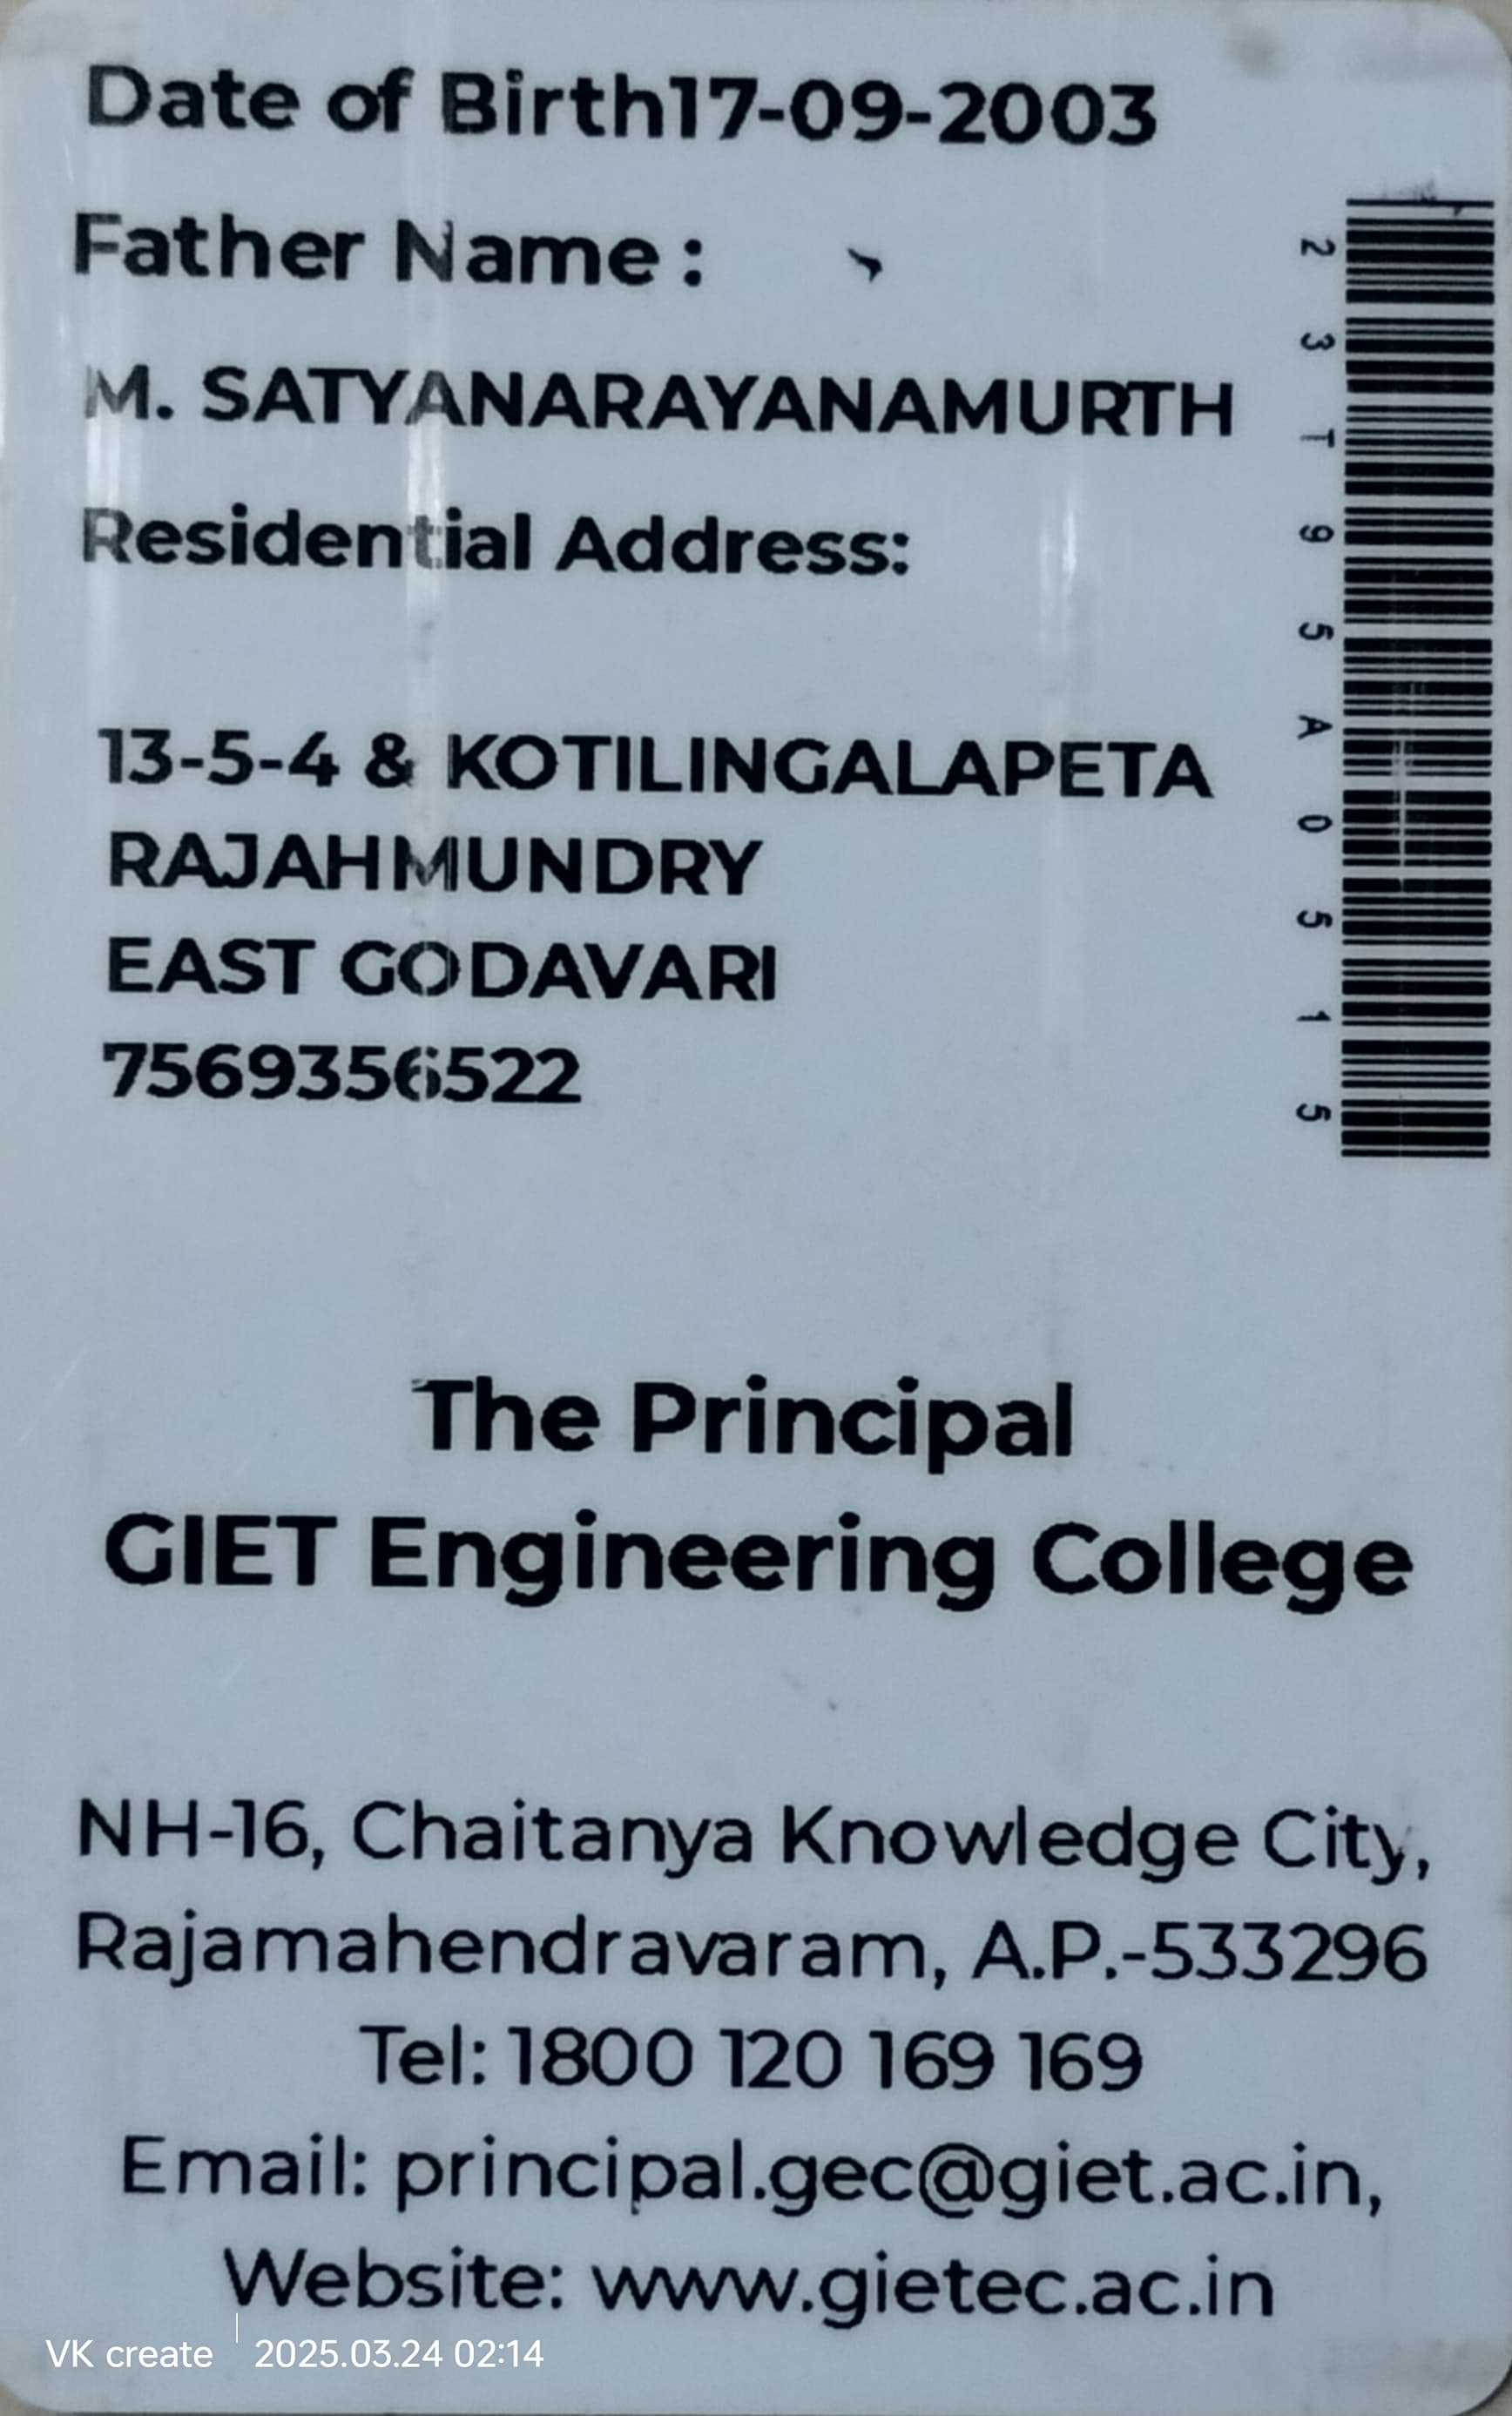 Date of Birth17-09-2003
Father Name :
M. SATYANARAYANAMURTH
Residential Address:
13-5-4 & KOTILINGALAPETA
RAJAHMUNDRY
EAST GODAVARI
7569356522
23T95A0515
The Principal
GIET Engineering College
NH-16, Chaitanya Knowledge City,
Rajamahendravaram, A.P.-533296
Tel: 1800 120 169 169
Email: principal.gec@giet.ac.in,
Website: www.gietec.ac.in
VK create | 2025.03.24 02:14